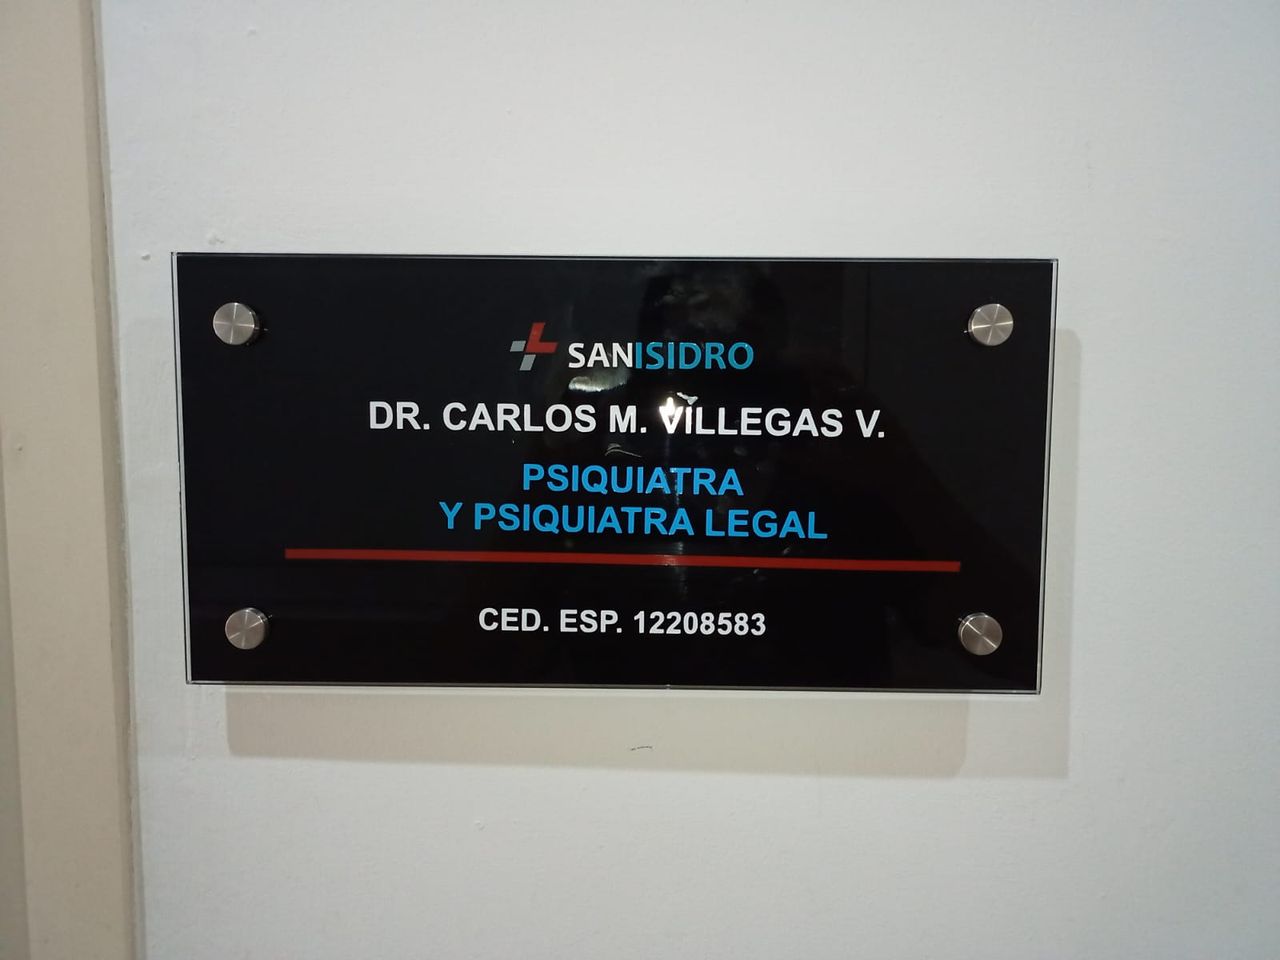 SANISIDRO
DR. CARLOS M. VILLEGAS V.
PSIQUIATRA
Y PSIQUIATRA LEGAL
CED. ESP. 12208583